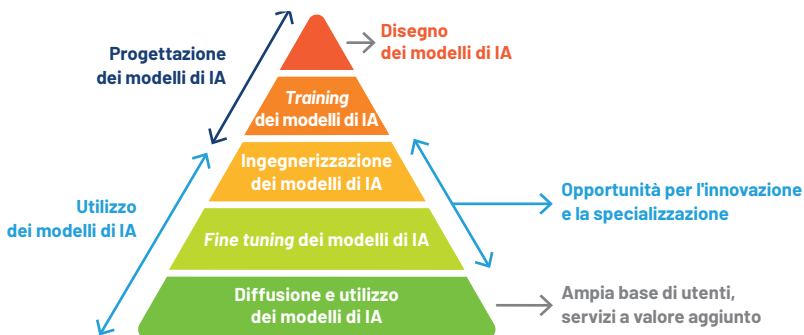 Disegno
dei modelli di IA
Progettazione
dei modelli di IA
Training
dei modelli di IA
Ingegnerizzazione
dei modelli di IA
Opportunità per l'innovazione
e la specializzazione
Utilizzo
dei modelli di IA
Fine tuning dei modelli di IA
Diffusione e utilizzo
dei modelli di IA
Ampia base di utenti,
servizi a valore aggiunto